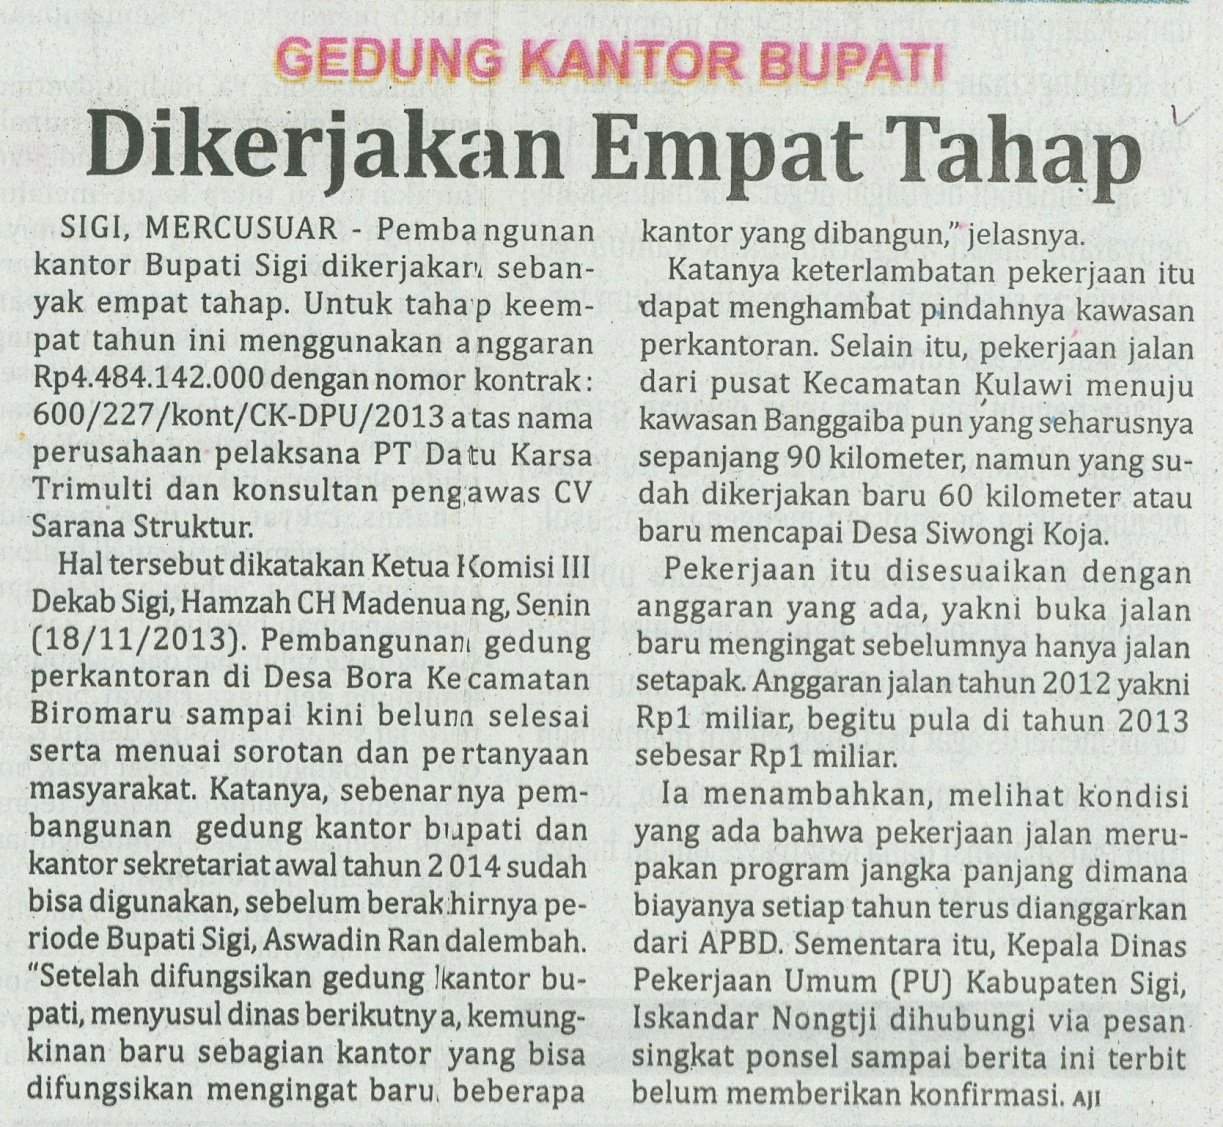 GEDUNG KANTOR BUPATI
Dikerjakan Empat Tahap
SIGI, MERCUSUAR - Pembangunan
kantor Bupati Sigi dikerjakan seban-
yak empat tahap. Untuk tahap keem-
pat tahun ini menggunakan anggaran
Rp4.484.142.000 dengan nomor kontrak :
600/227/kont/CK-DPU/2013 atas nama
perusahaan pelaksana PT Datu Karsa
Trimulti dan konsultan pengawas CV
Sarana Struktur.
Hal tersebut dikatakan Ketua Komisi III
Dekab Sigi, Hamzah CH Madenuang, Senin
(18/11/2013). Pembangunan gedung
perkantoran di Desa Bora Kecamatan
Biromaru sampai kini belum selesai
serta menuai sorotan dan pertanyaan
masyarakat. Katanya, sebenarnya pem-
bangunan gedung kantor bupati dan
kantor sekretariat awal tahun 2014 sudah
bisa digunakan, sebelum berakhirnya pe-
riode Bupati Sigi, Aswadin Randalembah.
“Setelah difungsikan gedung kantor bu-
pati, menyusul dinas berikutnya, kemung-
kinan baru sebagian kantor yang bisa
difungsikan mengingat baru beberapa
kantor yang dibangun,” jelasnya.
Katanya keterlambatan pekerjaan itu
dapat menghambat pindahnya kawasan
perkantoran. Selain itu, pekerjaan jalan
dari pusat Kecamatan Kulawi menuju
kawasan Banggaiba pun yang seharusnya
sepanjang 90 kilometer, namun yang su-
dah dikerjakan baru 60 kilometer atau
baru mencapai Desa Siwongi Koja.
Pekerjaan itu disesuaikan dengan
anggaran yang ada, yakni buka jalan
baru mengingat sebelumnya hanya jalan
setapak. Anggaran jalan tahun 2012 yakni
Rp1 miliar, begitu pula di tahun 2013
sebesar Rp1 miliar.
Ia menambahkan, melihat kondisi
yang ada bahwa pekerjaan jalan meru-
pakan program jangka panjang dimana
biayanya setiap tahun terus dianggarkan
dari APBD. Sementara itu, Kepala Dinas
Pekerjaan Umum (PU) Kabupaten Sigi,
Iskandar Nongtji dihubungi via pesan
singkat ponsel sampai berita ini terbit
belum memberikan konfirmasi. AJI